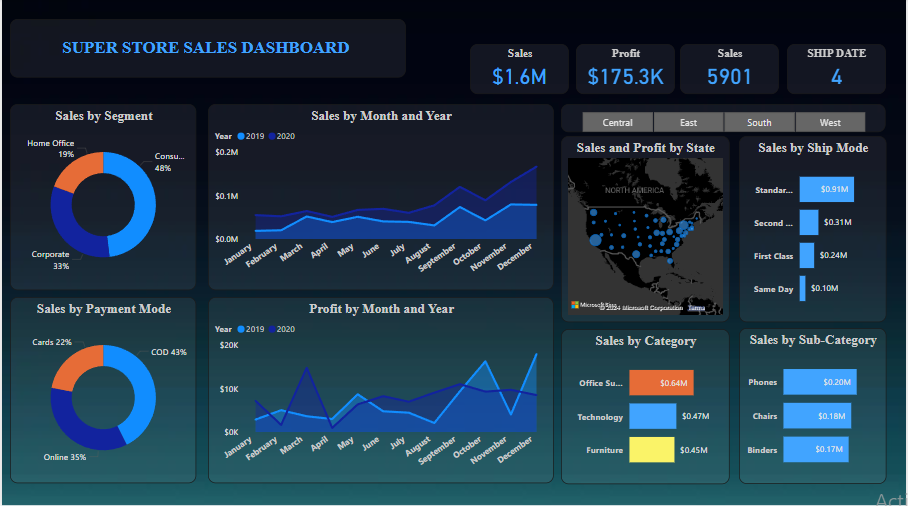 SUPER STORE SALES DASHBOARD
Sales
$1.6M
Profit
$175.3K
Sales
5901
SHIP DATE
4
Sales by Segment
Home Office
19%
Consu...
48%
Corporate
33%
Sales by Month and Year
Year 2019 2020
$0.2M
$0.1M
$0.0M
January
February
March
April
May
June
July
August
September
October
November
December
Central East South West
Sales and Profit by State
NORTH AMERICA
© 2024 Microsoft Corporation Terms
Sales by Ship Mode
Standar... $0.91M
Second ... $0.31M
First Class $0.24M
Same Day $0.10M
Sales by Payment Mode
Cards 22%
COD 43%
Online 35%
Profit by Month and Year
Year 2019 2020
$20K
$10K
$0K
January
February
March
April
May
June
July
August
September
October
November
December
Sales by Category
Office Su... $0.64M
Technology $0.47M
Furniture $0.45M
Sales by Sub-Category
Phones $0.20M
Chairs $0.18M
Binders $0.17M
Acti